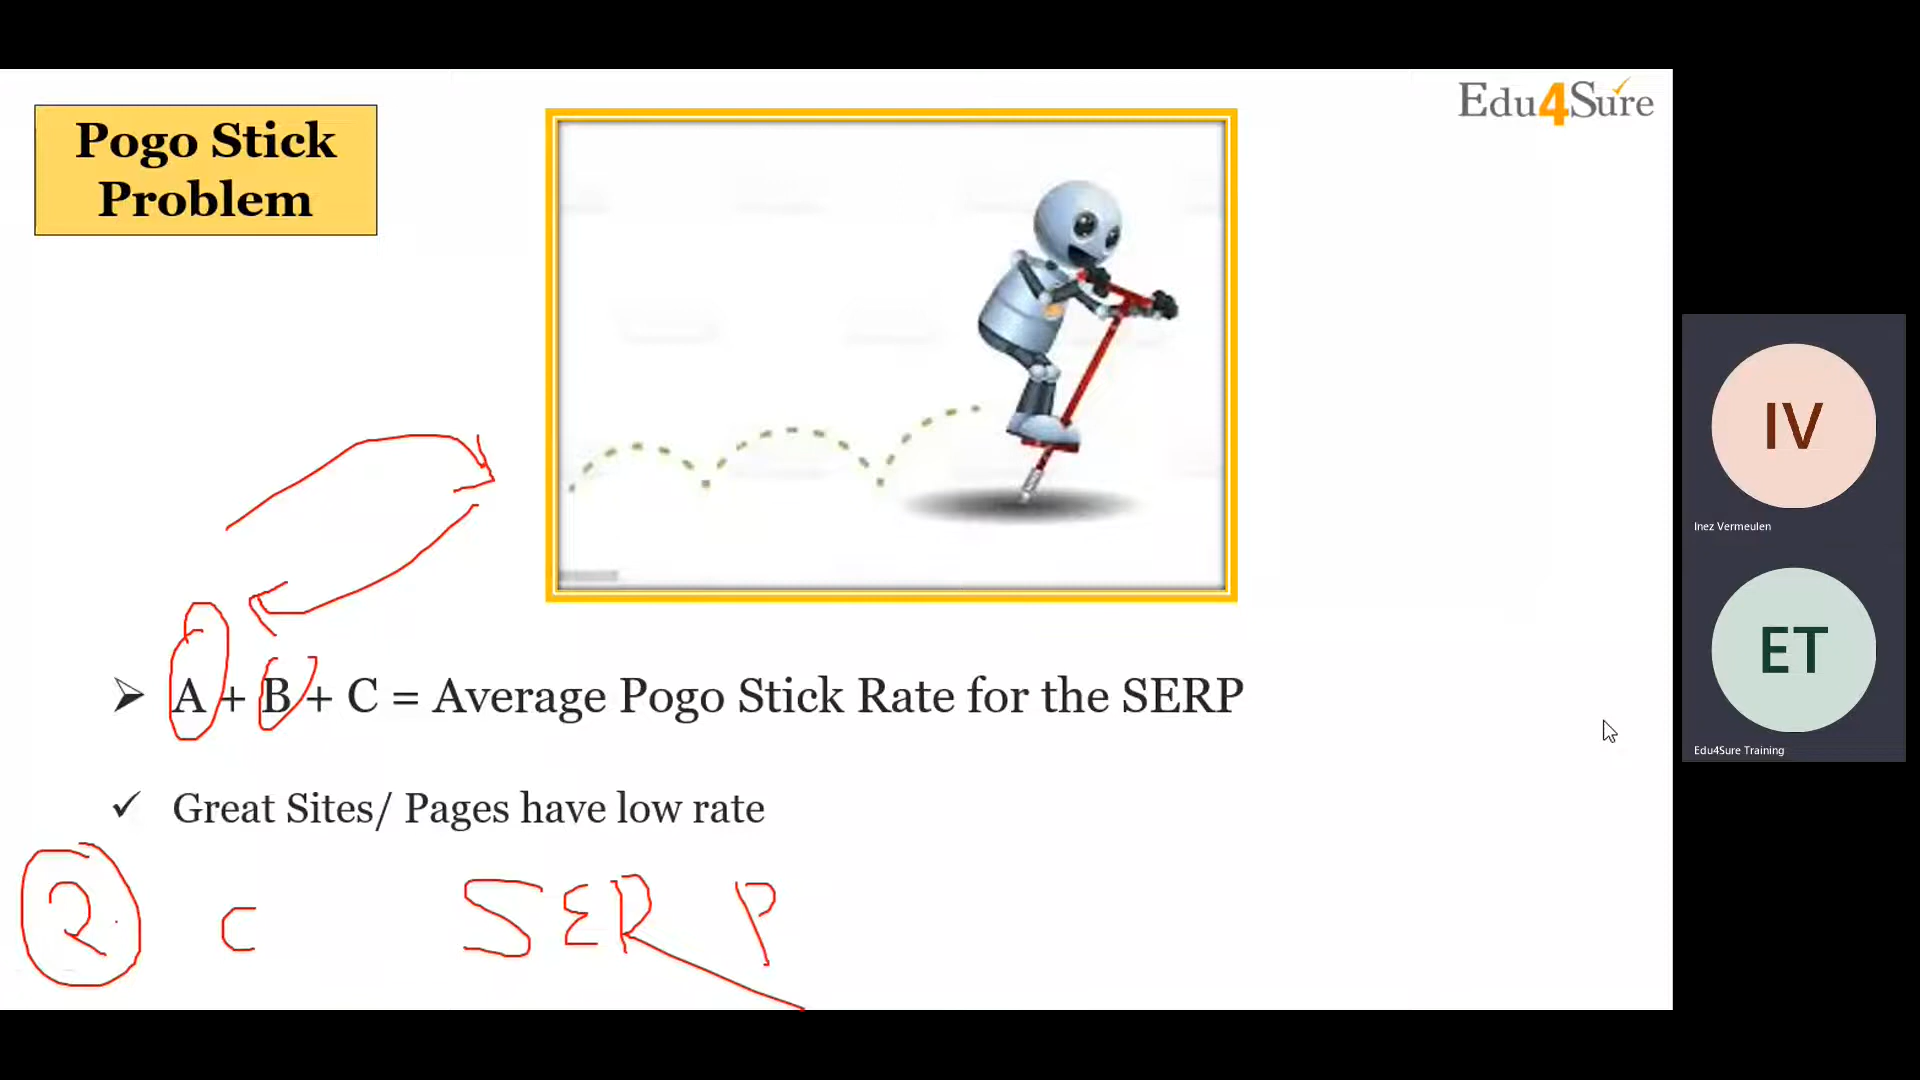 Pogo Stick
Problem
Edu4Sure
➢ A + B + C = Average Pogo Stick Rate for the SERP
✓ Great Sites/ Pages have low rate
2 C SERP
IV
Inez Vermeulen
ET
Edu4Sure Training